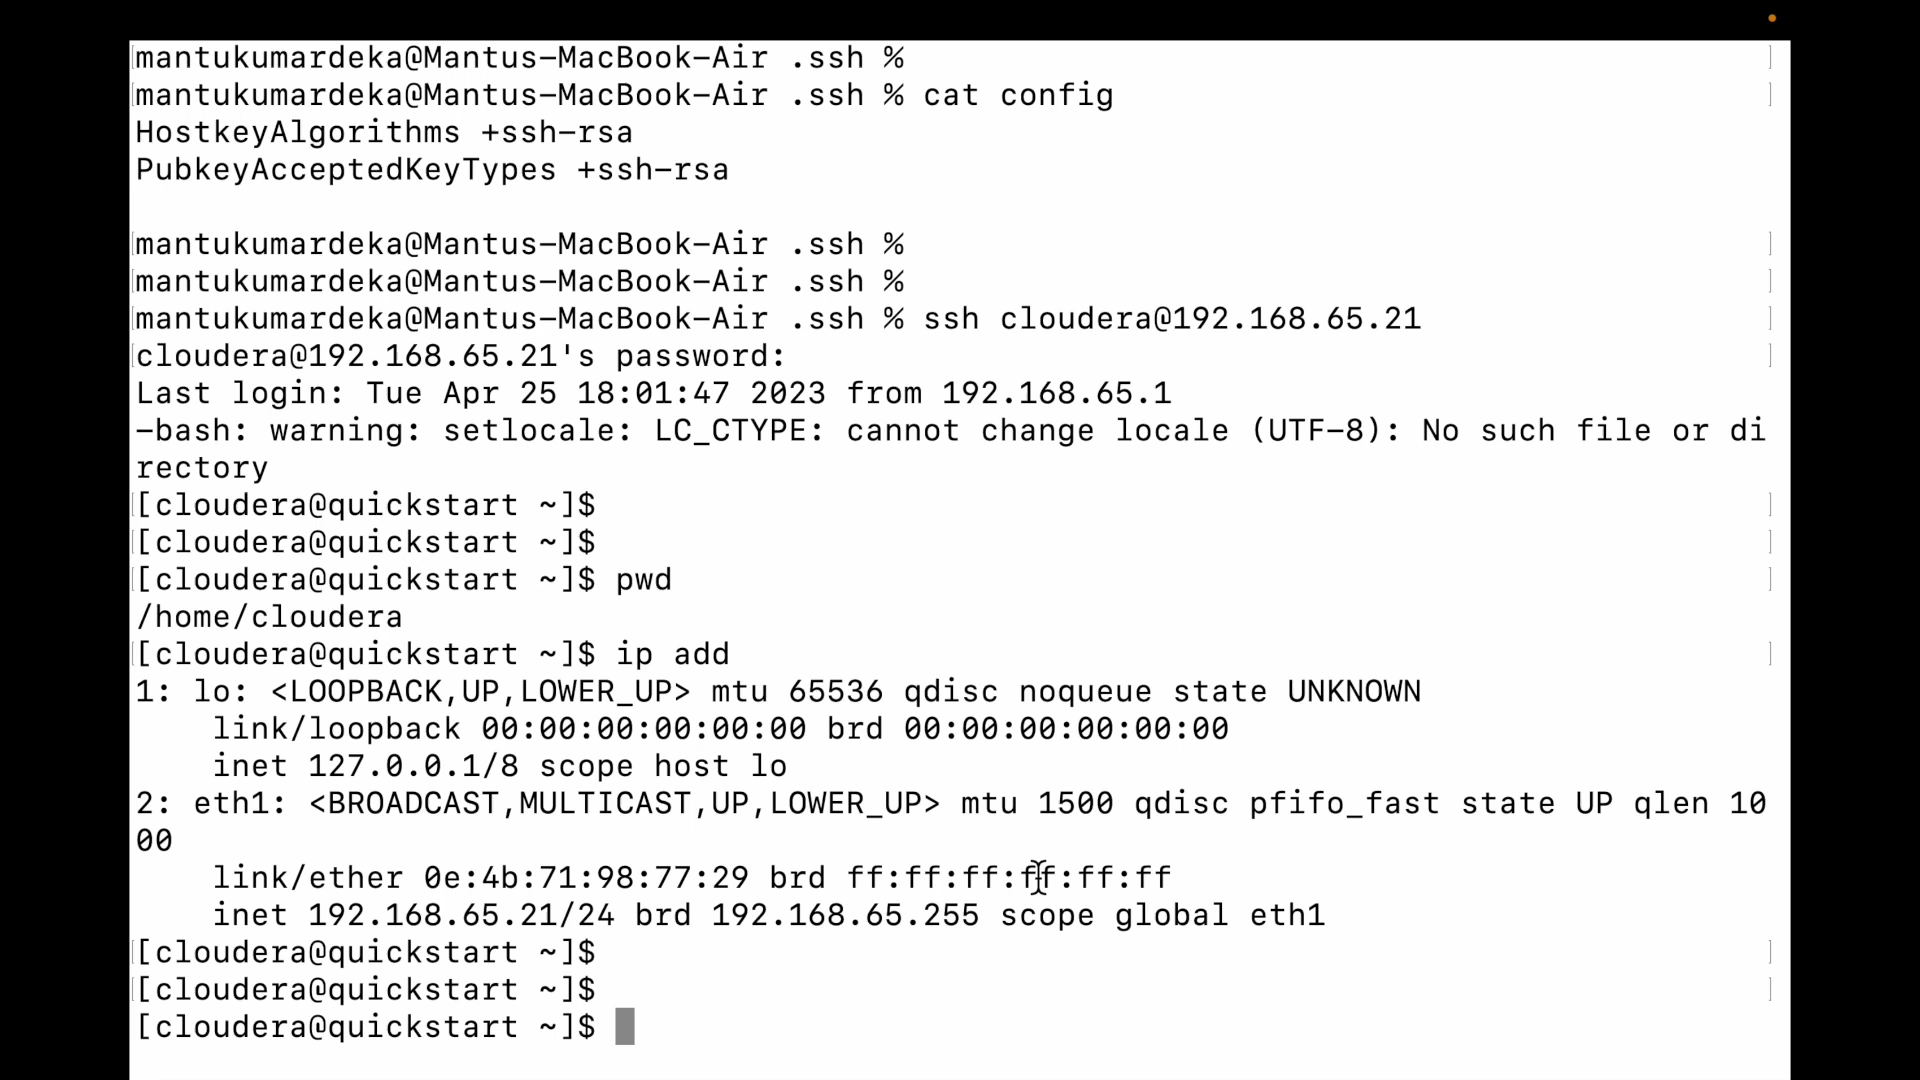 mantukumardeka@Mantus-MacBook-Air .ssh %
mantukumardeka@Mantus-MacBook-Air .ssh % cat config
HostkeyAlgorithms +ssh-rsa
PubkeyAcceptedKeyTypes +ssh-rsa
mantukumardeka@Mantus-MacBook-Air .ssh %
mantukumardeka@Mantus-MacBook-Air .ssh %
mantukumardeka@Mantus-MacBook-Air .ssh % ssh cloudera@192.168.65.21
cloudera@192.168.65.21's password:
Last login: Tue Apr 25 18:01:47 2023 from 192.168.65.1
-bash: warning: setlocale: LC_CTYPE: cannot change locale (UTF-8): No such file or di
rectory
[cloudera@quickstart ~]$
[cloudera@quickstart ~]$
[cloudera@quickstart ~]$ pwd
/home/cloudera
[cloudera@quickstart ~]$ ip add
1: lo: <LOOPBACK,UP,LOWER_UP> mtu 65536 qdisc noqueue state UNKNOWN
link/loopback 00:00:00:00:00:00 brd 00:00:00:00:00:00
inet 127.0.0.1/8 scope host lo
2: eth1: <BROADCAST,MULTICAST,UP,LOWER_UP> mtu 1500 qdisc pfifo_fast state UP qlen 10
00
link/ether 0e:4b:71:98:77:29 brd ff:ff:ff:ff:ff:ff
inet 192.168.65.21/24 brd 192.168.65.255 scope global eth1
[cloudera@quickstart ~]$
[cloudera@quickstart ~]$
[cloudera@quickstart ~]$